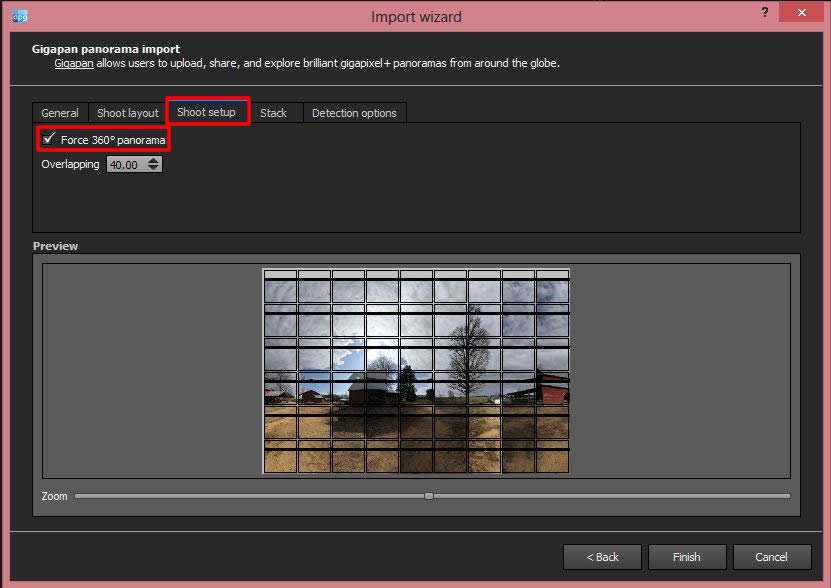 apg
Import wizard
?
Gigapan panorama import
Gigapan allows users to upload, share, and explore brilliant gigapixel+ panoramas from around the globe.
General Shoot layout Shoot setup Stack Detection options
Force 360° panorama
Overlapping 40.00
Preview
Zoom
< Back Finish Cancel